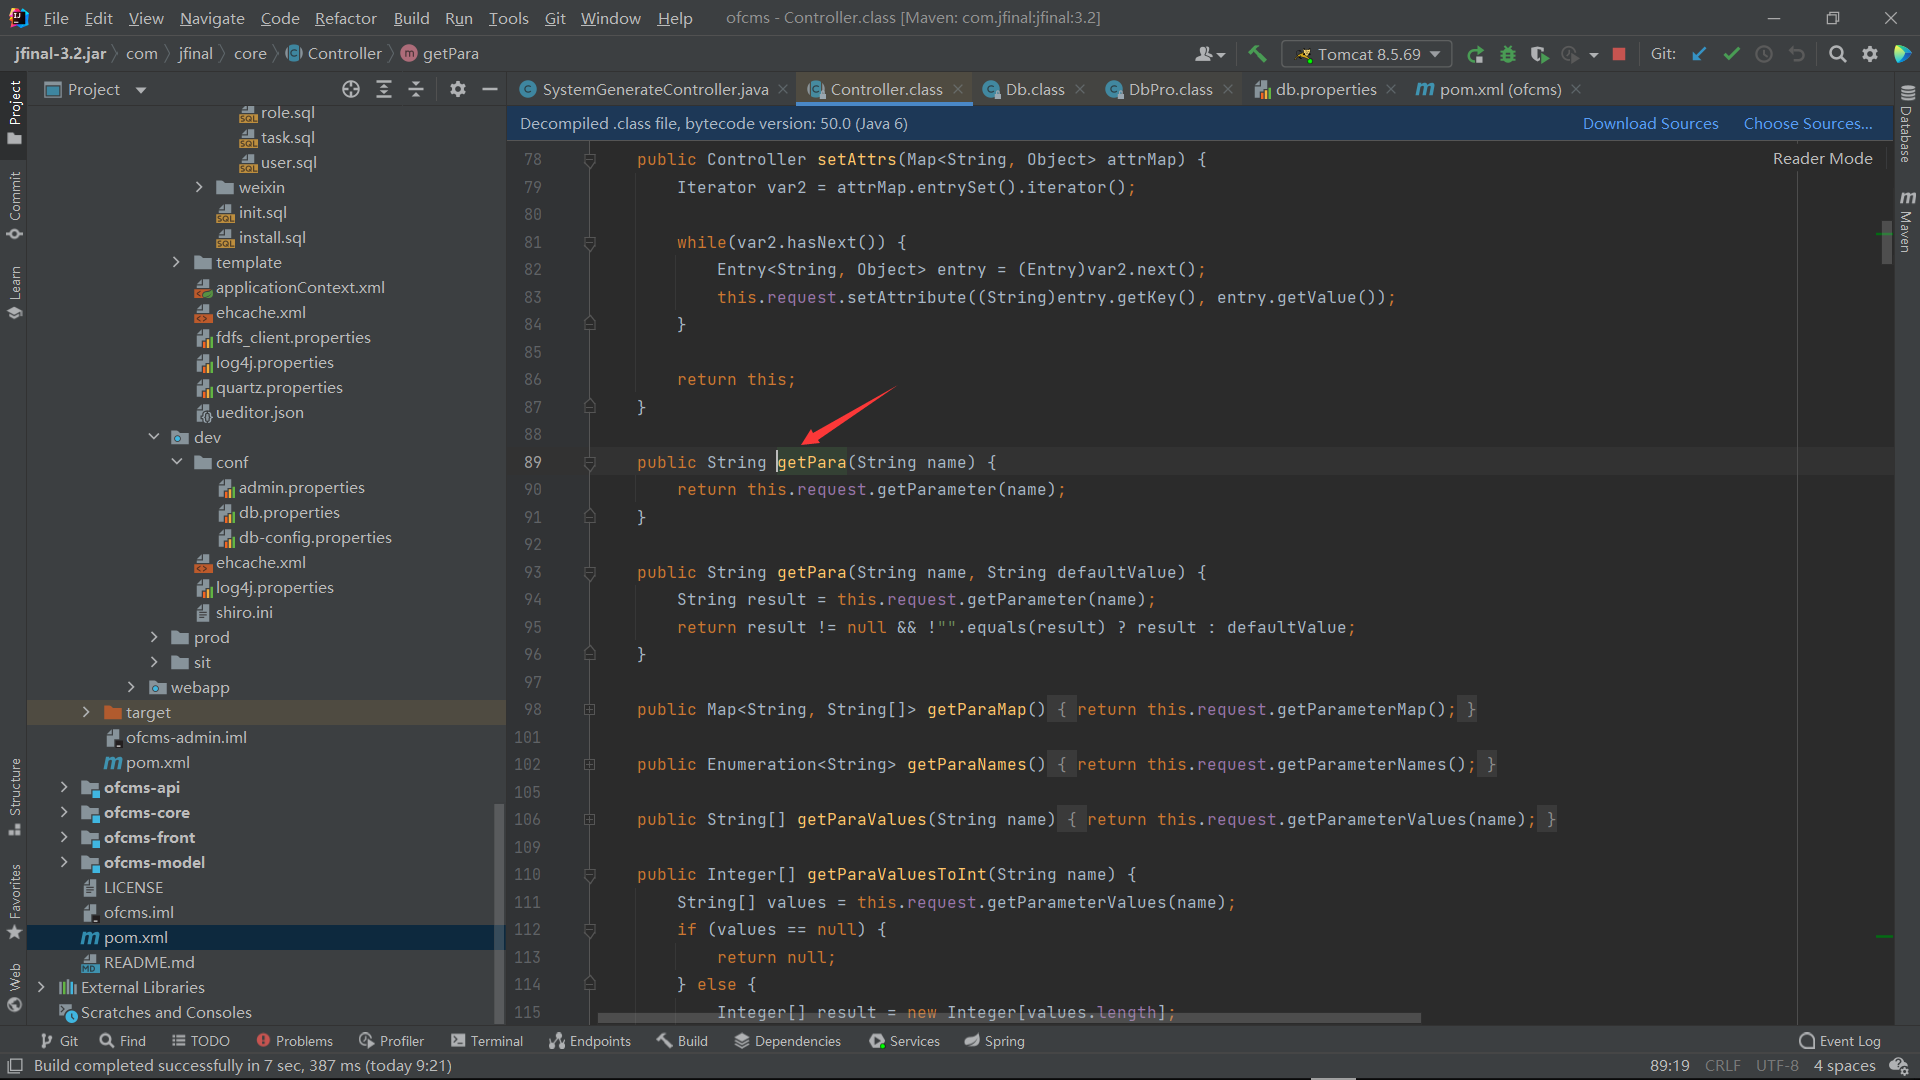 File Edit View Navigate Code Refactor Build Run Tools Git Window Help ofcms - Controller.class [Maven: com.jfinal:jfinal:3.2]
jfinal-3.2.jar com jfinal core Controller m getPara Tomcat 8.5.69 Git:
Project SystemGenerateController.java Controller.class Db.class DbPro.class db.properties pom.xml (ofcms)
Decompiled .class file, bytecode version: 50.0 (Java 6) Download Sources Choose Sources...
Reader Mode
Project
Commit
Learn
Structure
Favorites
Web
Database
Maven
role.sql
task.sql
user.sql
weixin
init.sql
install.sql
template
applicationContext.xml
ehcache.xml
fdfs_client.properties
log4j.properties
quartz.properties
ueditor.json
dev
conf
admin.properties
db.properties
db-config.properties
ehcache.xml
log4j.properties
shiro.ini
prod
sit
webapp
target
ofcms-admin.iml
pom.xml
ofcms-api
ofcms-core
ofcms-front
ofcms-model
LICENSE
ofcms.iml
pom.xml
README.md
External Libraries
Scratches and Consoles
78 public Controller setAttrs(Map<String, Object> attrMap) {
79 Iterator var2 = attrMap.entrySet().iterator();
80
81 while(var2.hasNext()) {
82 Entry<String, Object> entry = (Entry)var2.next();
83 this.request.setAttribute((String)entry.getKey(), entry.getValue());
84 }
85
86 return this;
87 }
88
89 public String getPara(String name) {
90 return this.request.getParameter(name);
91 }
92
93 public String getPara(String name, String defaultValue) {
94 String result = this.request.getParameter(name);
95 return result != null && !"".equals(result) ? result : defaultValue;
96 }
97
98 public Map<String, String[]> getParaMap() { return this.request.getParameterMap(); }
101
102 public Enumeration<String> getParaNames() { return this.request.getParameterNames(); }
105
106 public String[] getParaValues(String name) { return this.request.getParameterValues(name); }
109
110 public Integer[] getParaValuesToInt(String name) {
111 String[] values = this.request.getParameterValues(name);
112 if (values == null) {
113 return null;
114 } else {
115 Integer[] result = new Integer[values.length];
Git Find TODO Problems Profiler Terminal Endpoints Build Dependencies Services Spring Event Log
Build completed successfully in 7 sec, 387 ms (today 9:21) 89:19 CRLF UTF-8 4 spaces